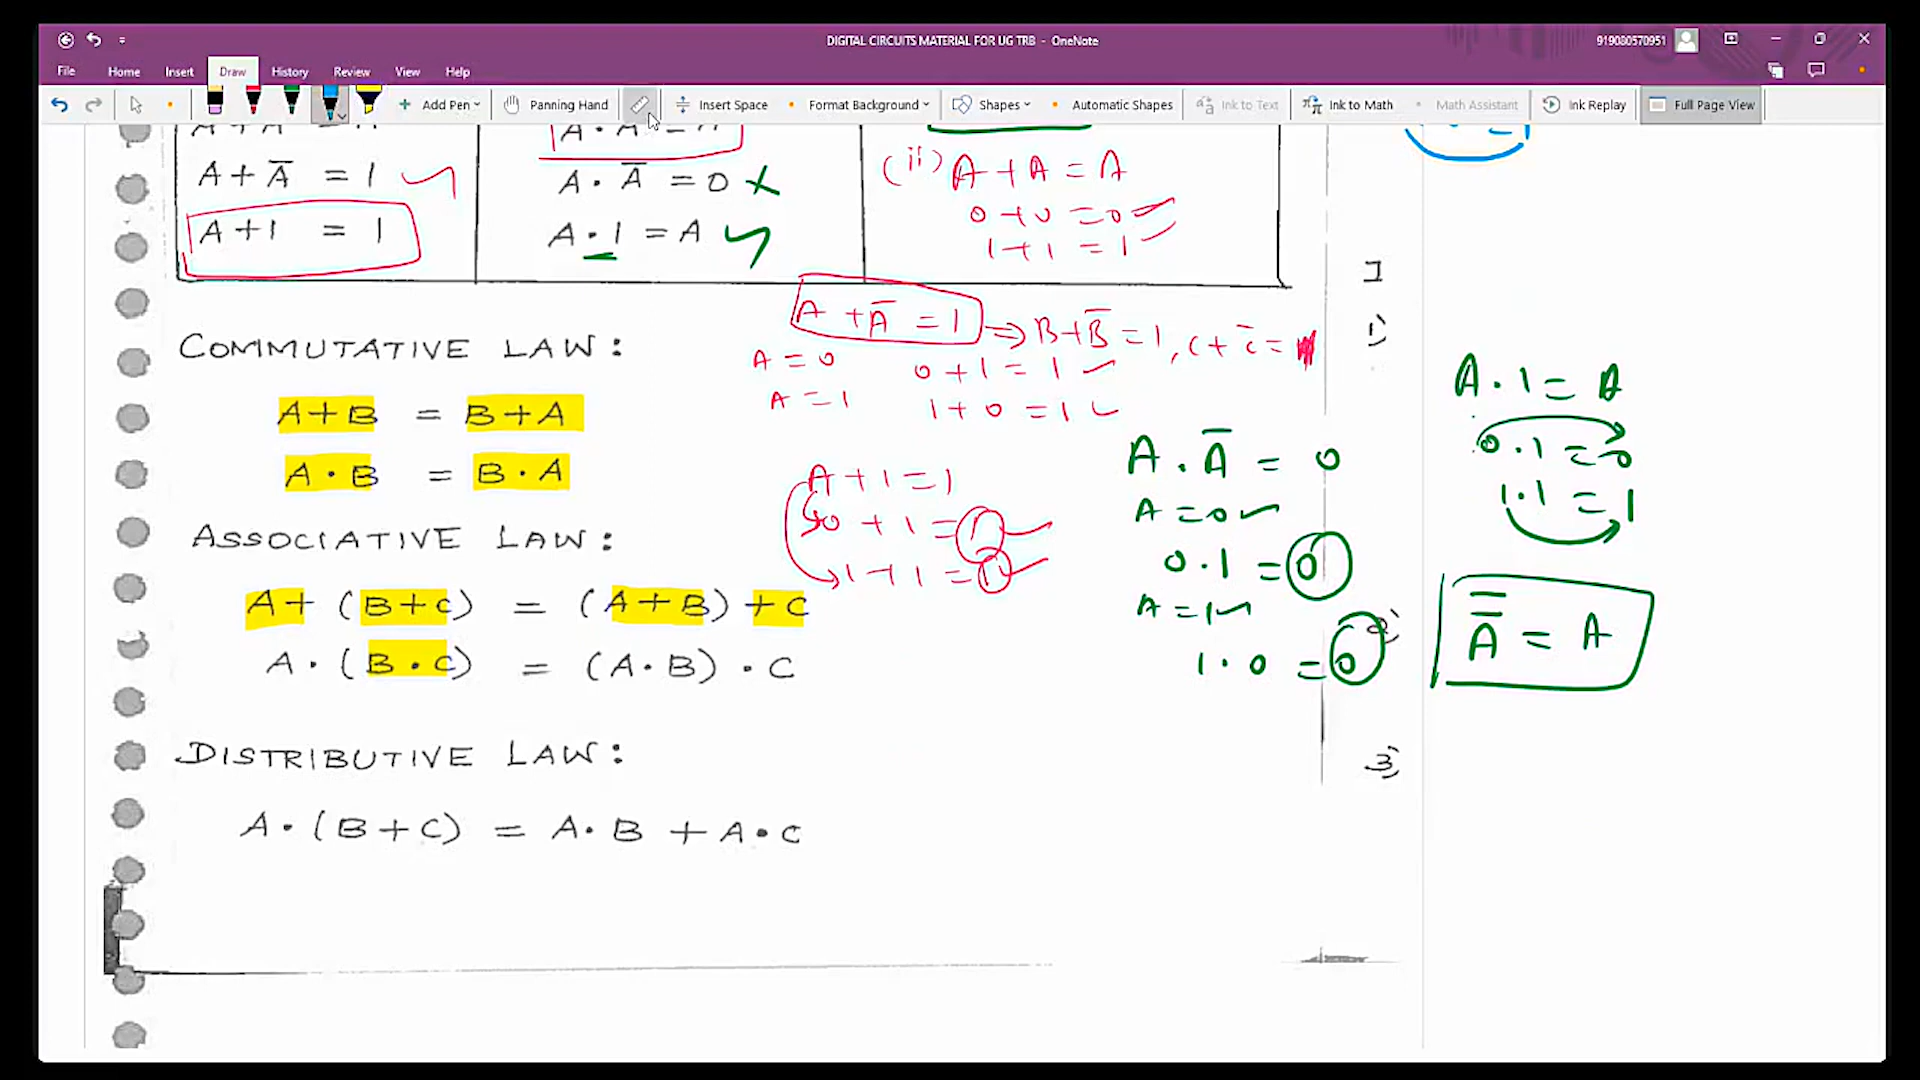 DIGITAL CIRCUITS MATERIAL FOR UG TRB - OneNote
919080570951
File Home Insert Draw History Review View Help
Add Pen Panning Hand Insert Space Format Background Shapes Automatic Shapes Ink to Text Ink to Math Math Assistant Ink Replay Full Page View
A + A̅ = 1
A + 1 = 1
A · A̅ = 0
A · 1 = A
(ii) A + A = A
0 + 0 = 0
1 + 1 = 1
COMMUTATIVE LAW:
A+B = B+A
A·B = B·A
ASSOCIATIVE LAW:
A+ (B+C) = (A+B) +C
A· (B·C) = (A·B) · C
DISTRIBUTIVE LAW:
A·(B+C) = A·B + A·C
A + A̅ = 1 → B + B̅ = 1, C + C̅ =
A = 0 0 + 1 = 1
A = 1 1 + 0 = 1
A + 1 = 1
0 + 1 = 1
1 + 1 = 1
A · A̅ = 0
A = 0
0 · 1 = 0
A = 1
1 · 0 = 0
1)
3)
A · 1 = A
0 · 1 = 0
1 · 1 = 1
A̿ = A